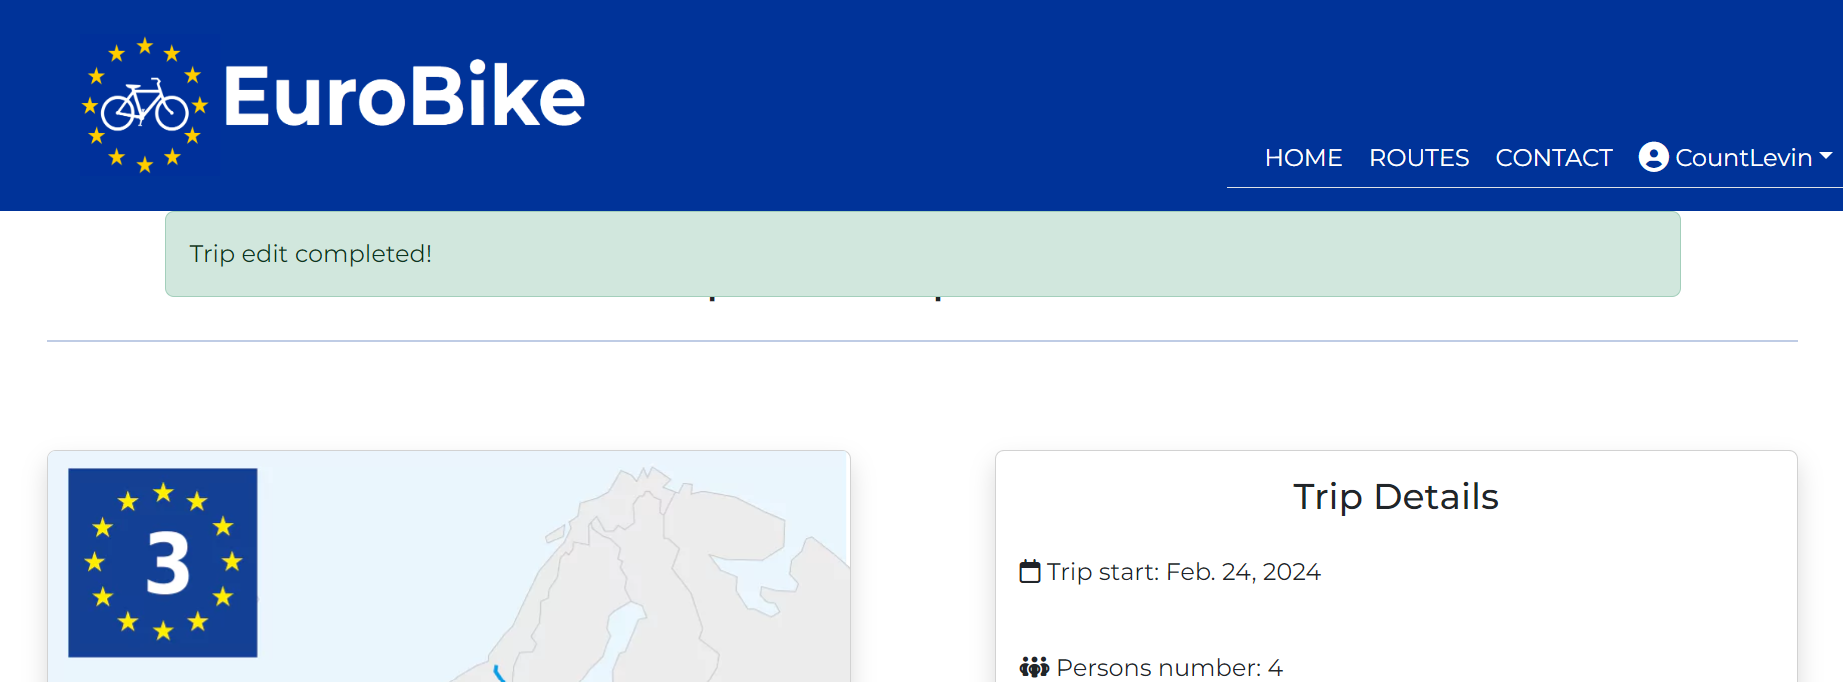 EuroBike
HOME ROUTES CONTACT CountLevin
Trip edit completed!
3
Trip Details
Trip start: Feb. 24, 2024
Persons number: 4